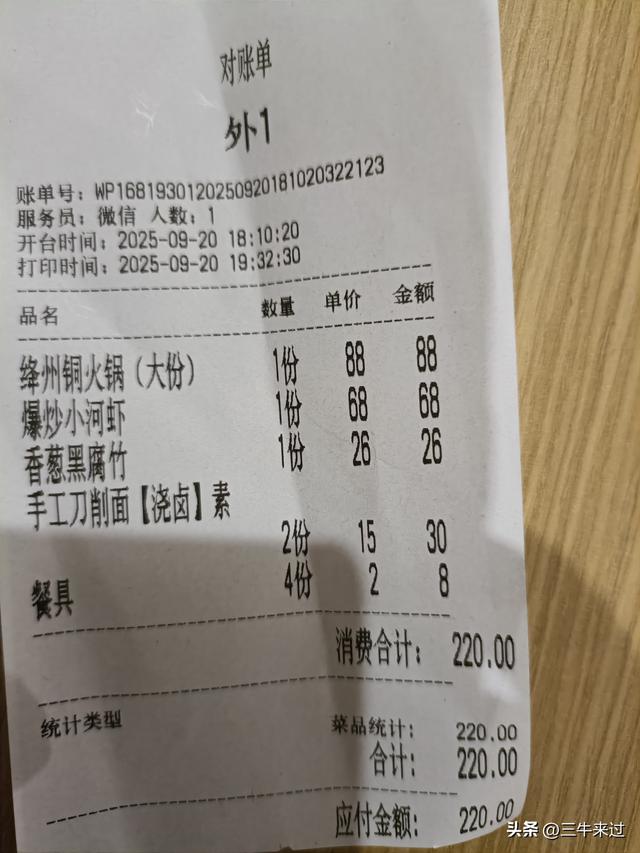 对账单
外1
账单号：WP16819301202509201810203​22123
服务员：微信 人数：1
开台时间：2025-09-20 18:10:20
打印时间：2025-09-20 19:32:30
品名 数量 单价 金额
绛州铜火锅（大份） 1份 88 88
爆炒小河虾 1份 68 68
香葱黑腐竹 1份 26 26
手工刀削面【浇卤】素
2份 15 30
餐具 4份 2 8
消费合计： 220.00
统计类型 菜品统计： 220.00
合计： 220.00
应付金额： 220.00
头条 @三牛来过